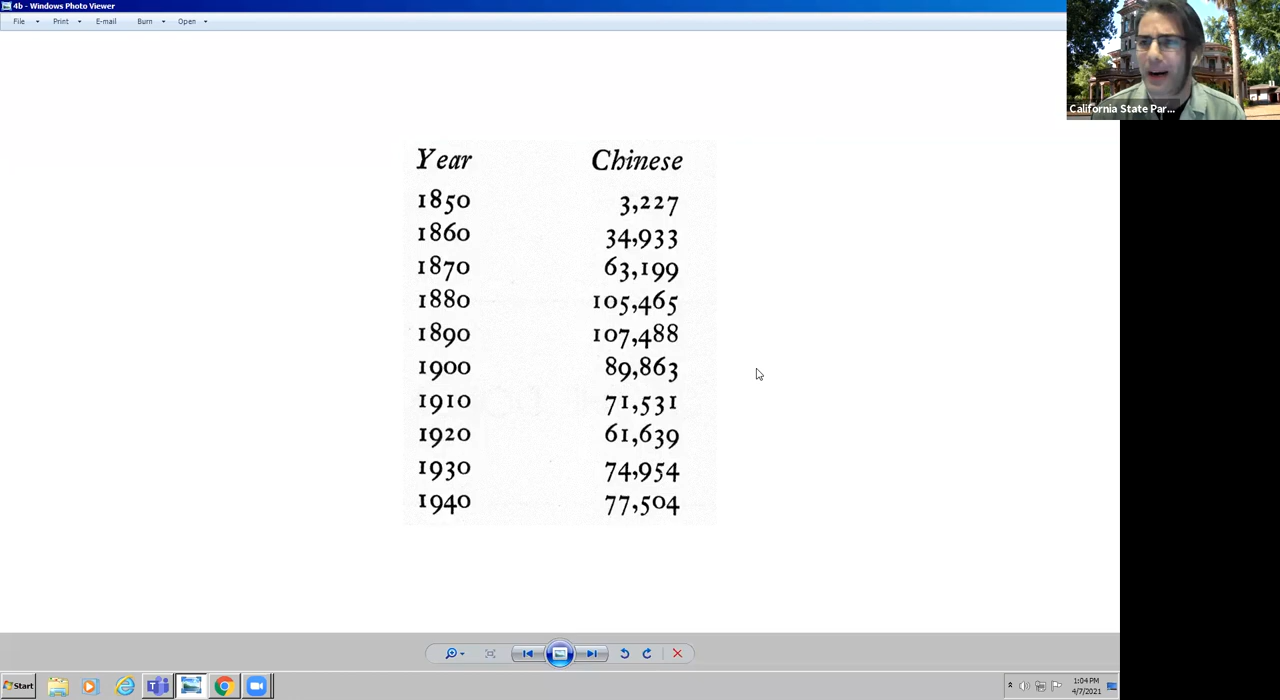 4b - Windows Photo Viewer
File Print E-mail Burn Open
California State Par...
Year Chinese
1850 3,227
1860 34,933
1870 63,199
1880 105,465
1890 107,488
1900 89,863
1910 71,531
1920 61,639
1930 74,954
1940 77,504
Start
1:04 PM
4/7/2021